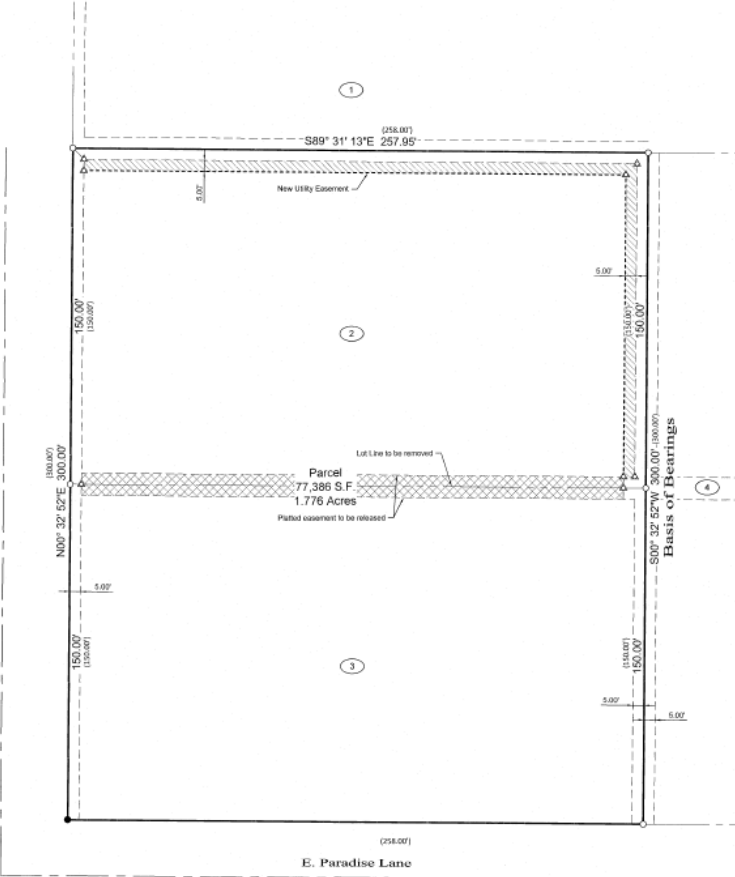 1
(258.00')
S89° 31' 13"E 257.95'
5.00'
New Utility Easement
5.00'
150.00'
(150.00')
(150.00')
150.00'
2
Lot Line to be removed
Parcel
77,386 S.F.
1.776 Acres
Platted easement to be released
(300.00')
N00° 32' 52"E 300.00'
S00° 32' 52"W 300.00' (300.00')
Basis of Bearings
4
5.00'
150.00'
(150.00')
3
(150.00')
150.00'
5.00'
5.00'
(258.00')
E. Paradise Lane